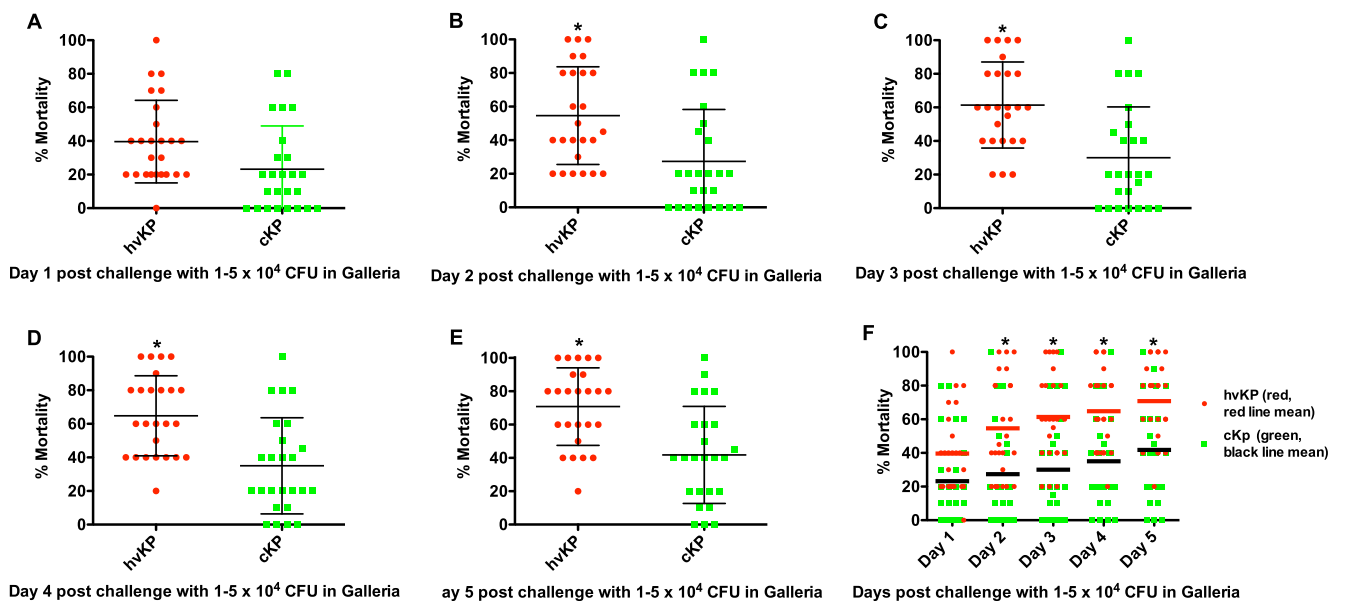 A
100
80
60
40
20
0
% Mortality
hvKP
cKP
Day 1 post challenge with 1-5 x 10⁴ CFU in Galleria
B
*
100
80
60
40
20
0
% Mortality
hvKP
cKP
Day 2 post challenge with 1-5 x 10⁴ CFU in Galleria
C
*
100
80
60
40
20
0
% Mortality
hvKP
cKP
Day 3 post challenge with 1-5 x 10⁴ CFU in Galleria
D
*
100
80
60
40
20
0
% Mortality
hvKP
cKP
Day 4 post challenge with 1-5 x 10⁴ CFU in Galleria
E
*
100
80
60
40
20
0
% Mortality
hvKP
cKP
ay 5 post challenge with 1-5 x 10⁴ CFU in Galleria
F
* * * *
100
80
60
40
20
0
% Mortality
Day 1
Day 2
Day 3
Day 4
Day 5
Days post challenge with 1-5 x 10⁴ CFU in Galleria
hvKP (red,
red line mean)
cKp (green,
black line mean)